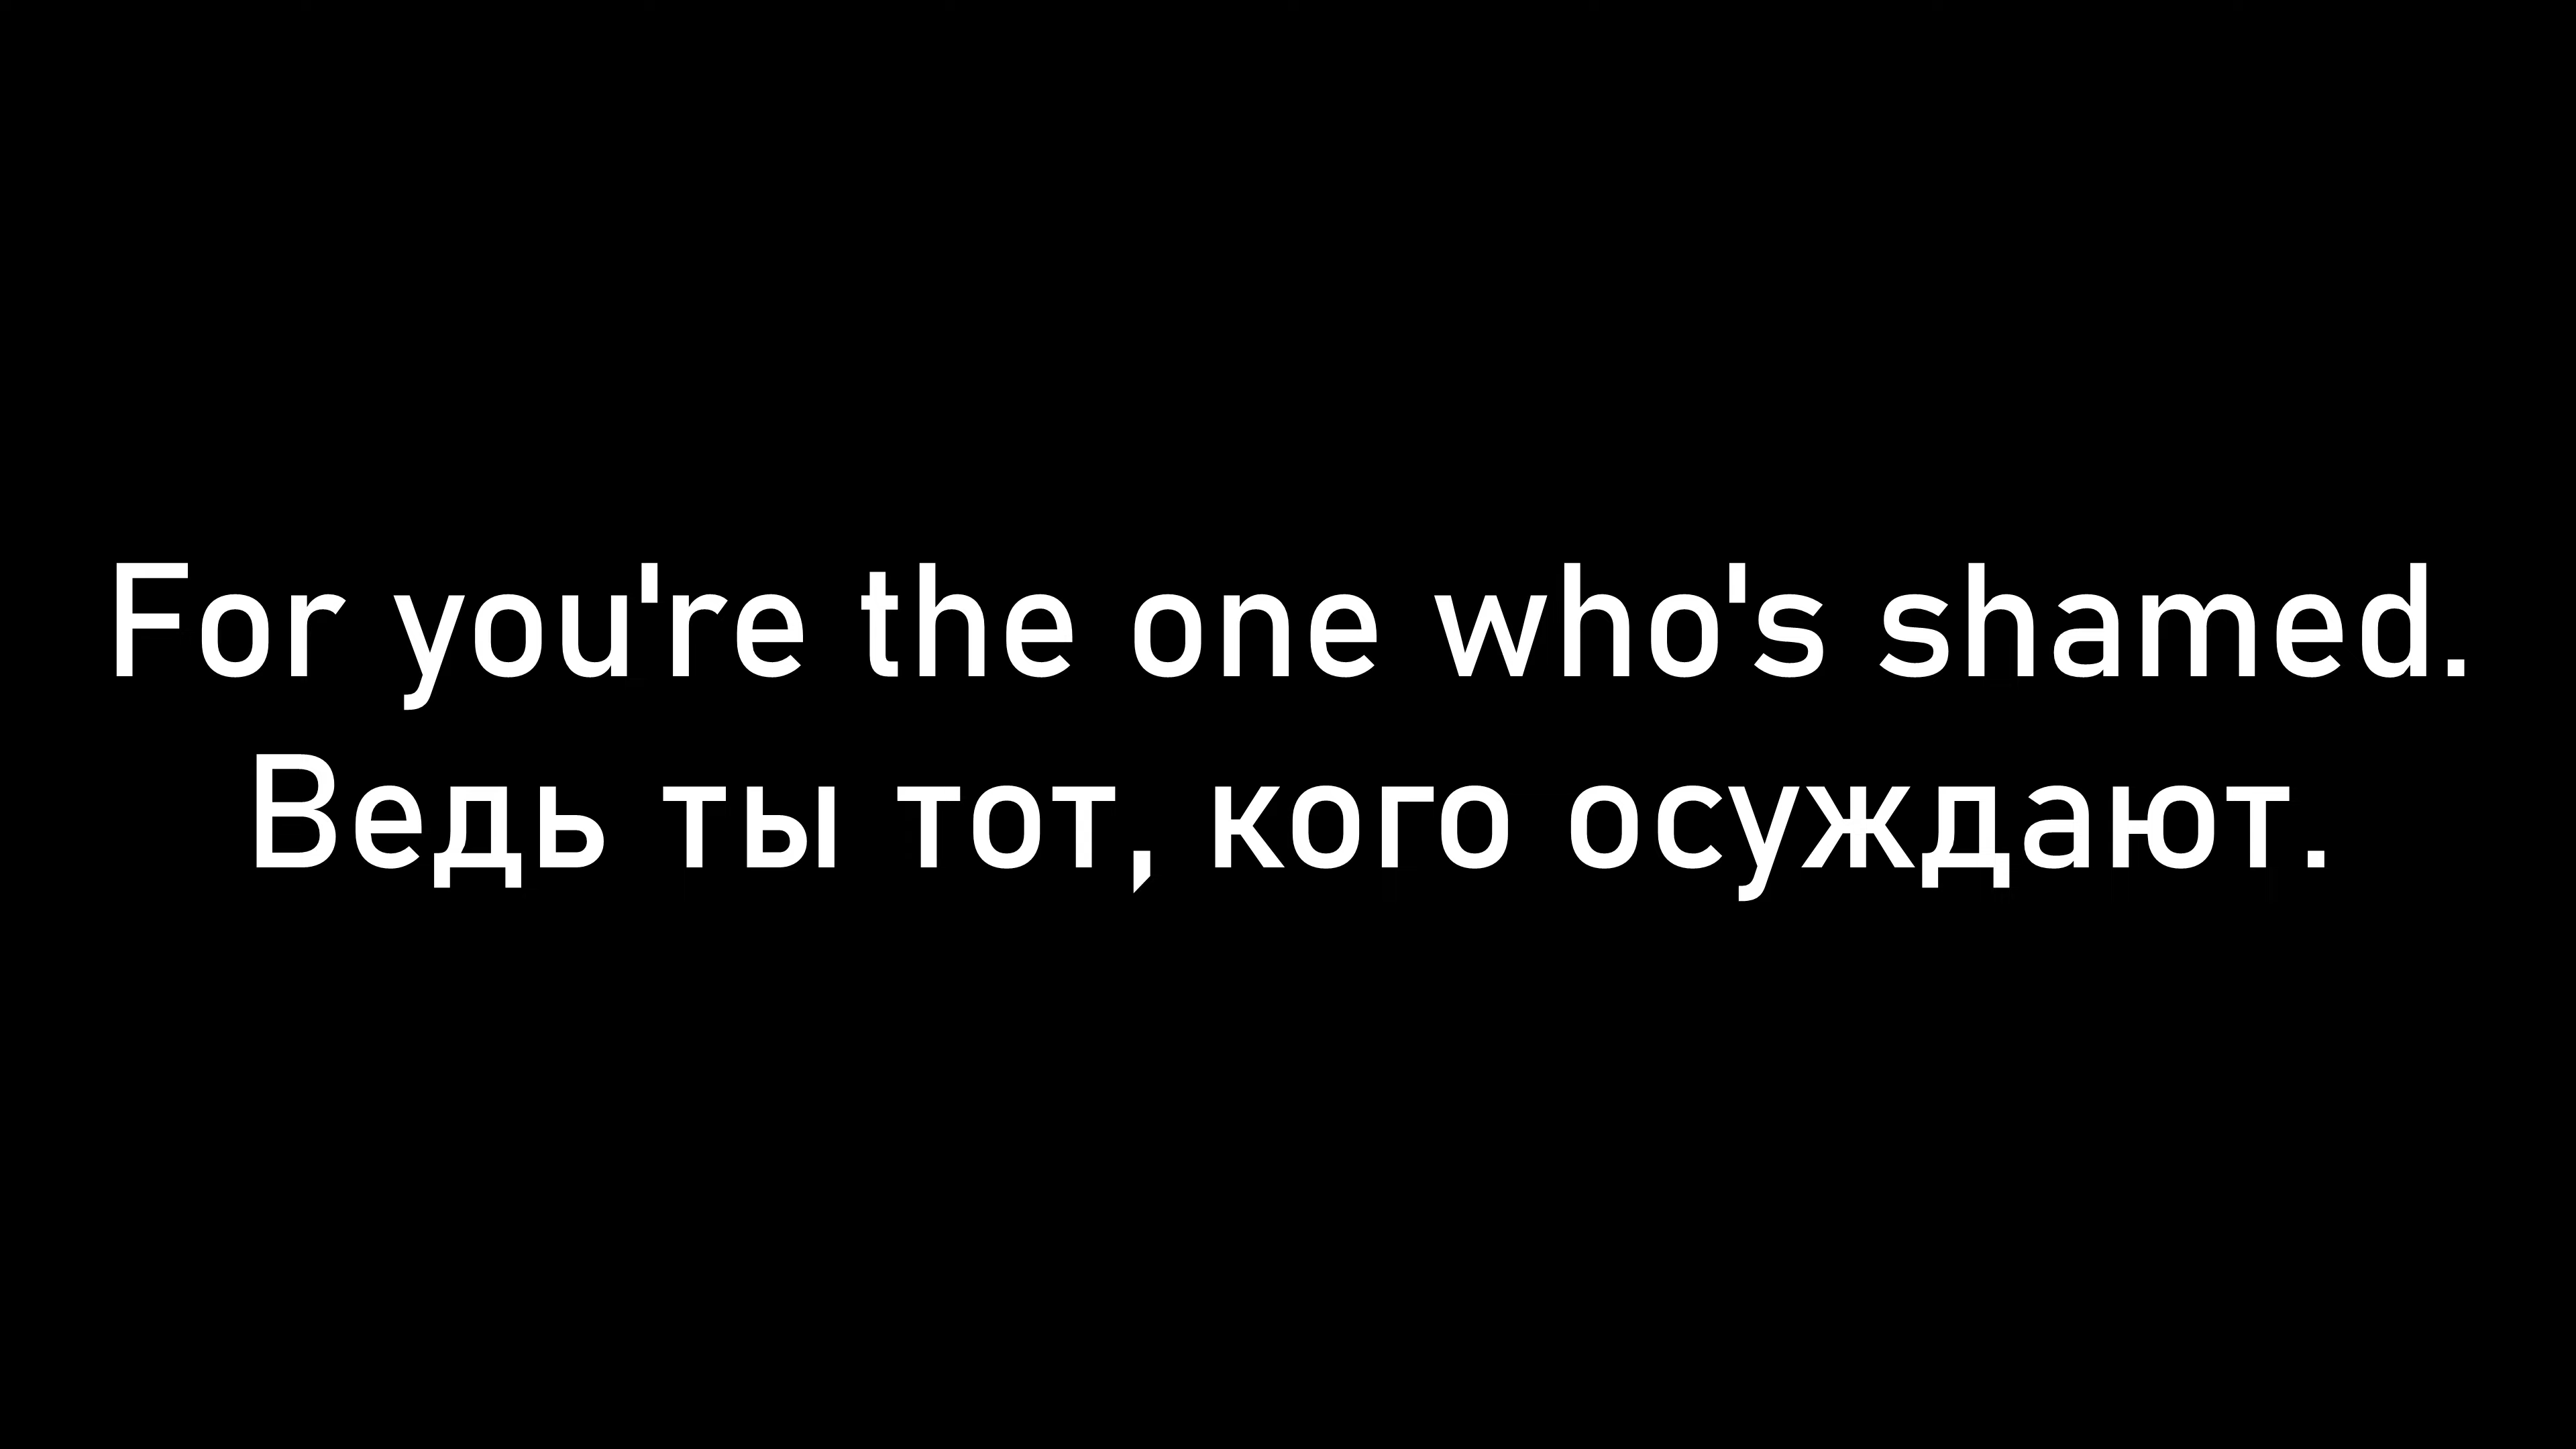 For you're the one who's shamed.
Ведь ты тот, кого осуждают.